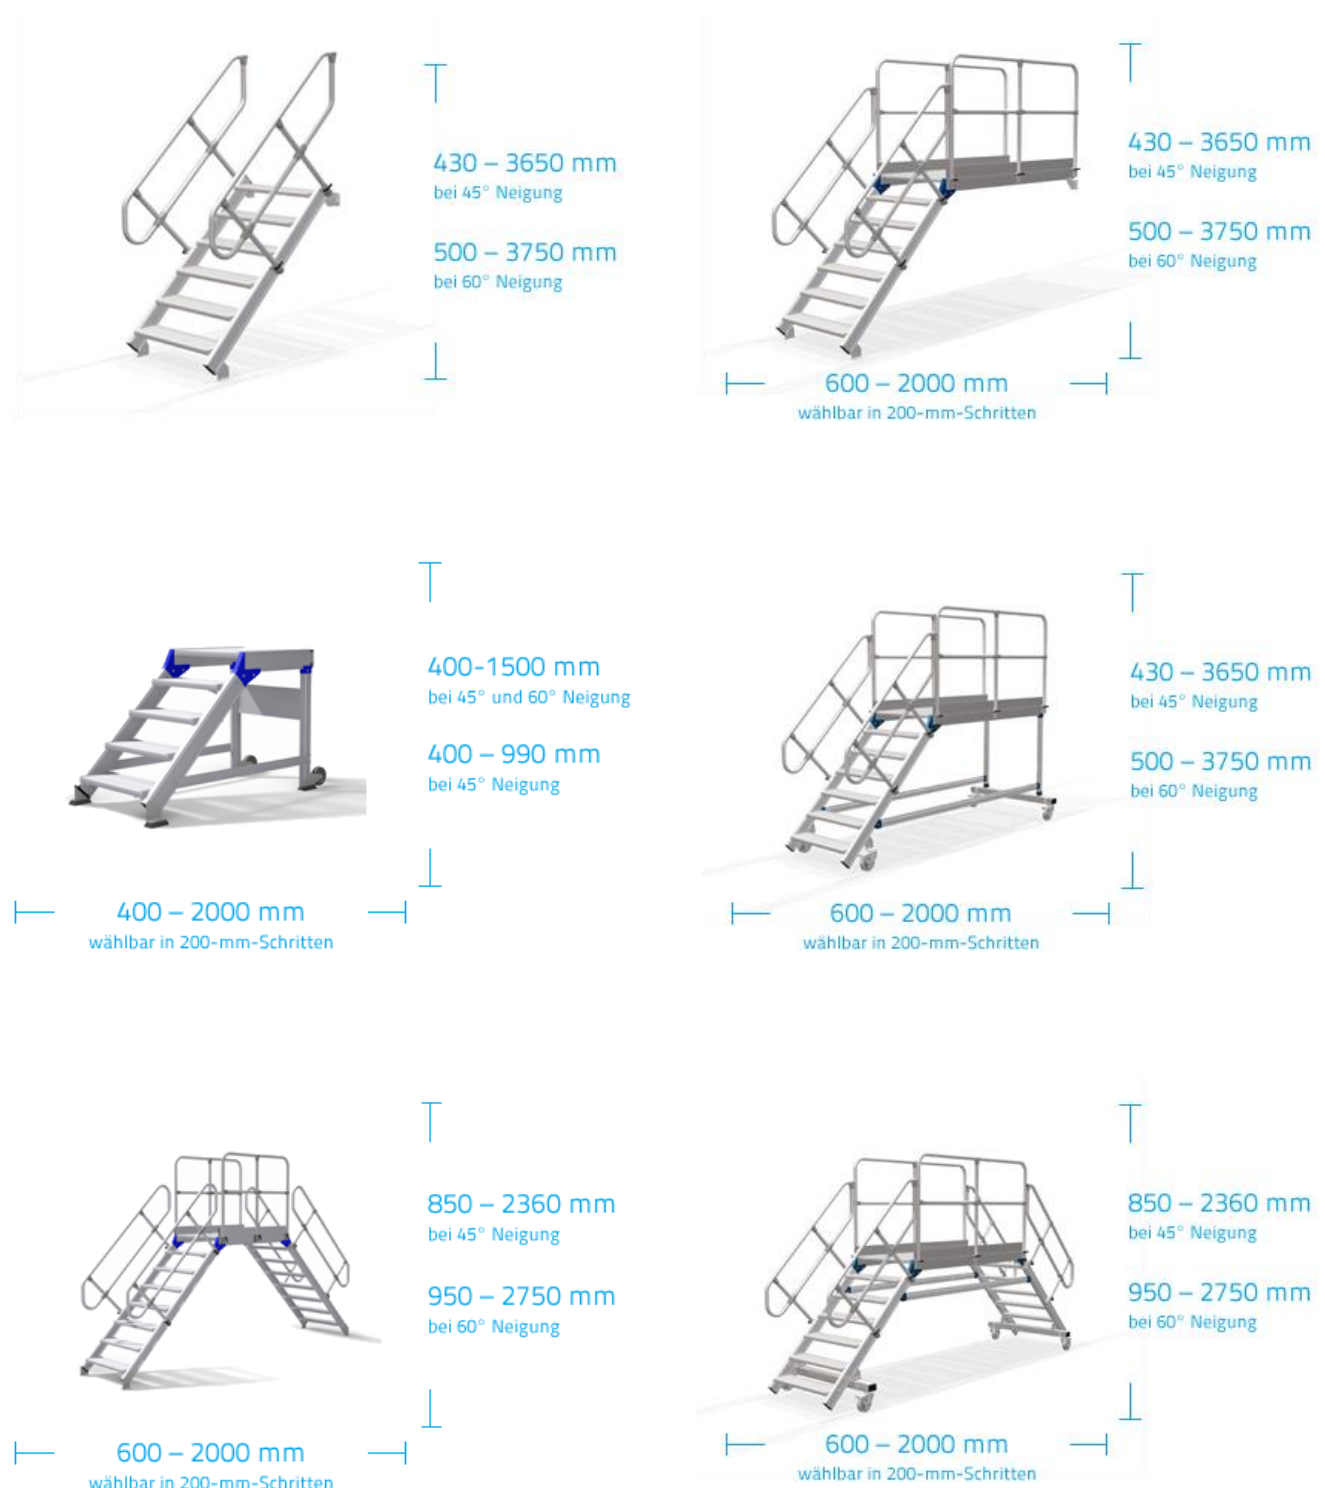 430 – 3650 mm
bei 45° Neigung
500 – 3750 mm
bei 60° Neigung
430 – 3650 mm
bei 45° Neigung
500 – 3750 mm
bei 60° Neigung
600 – 2000 mm
wählbar in 200-mm-Schritten
400-1500 mm
bei 45° und 60° Neigung
400 – 990 mm
bei 45° Neigung
400 – 2000 mm
wählbar in 200-mm-Schritten
430 – 3650 mm
bei 45° Neigung
500 – 3750 mm
bei 60° Neigung
600 – 2000 mm
wählbar in 200-mm-Schritten
850 – 2360 mm
bei 45° Neigung
950 – 2750 mm
bei 60° Neigung
600 – 2000 mm
wählbar in 200-mm-Schritten
850 – 2360 mm
bei 45° Neigung
950 – 2750 mm
bei 60° Neigung
600 – 2000 mm
wählbar in 200-mm-Schritten